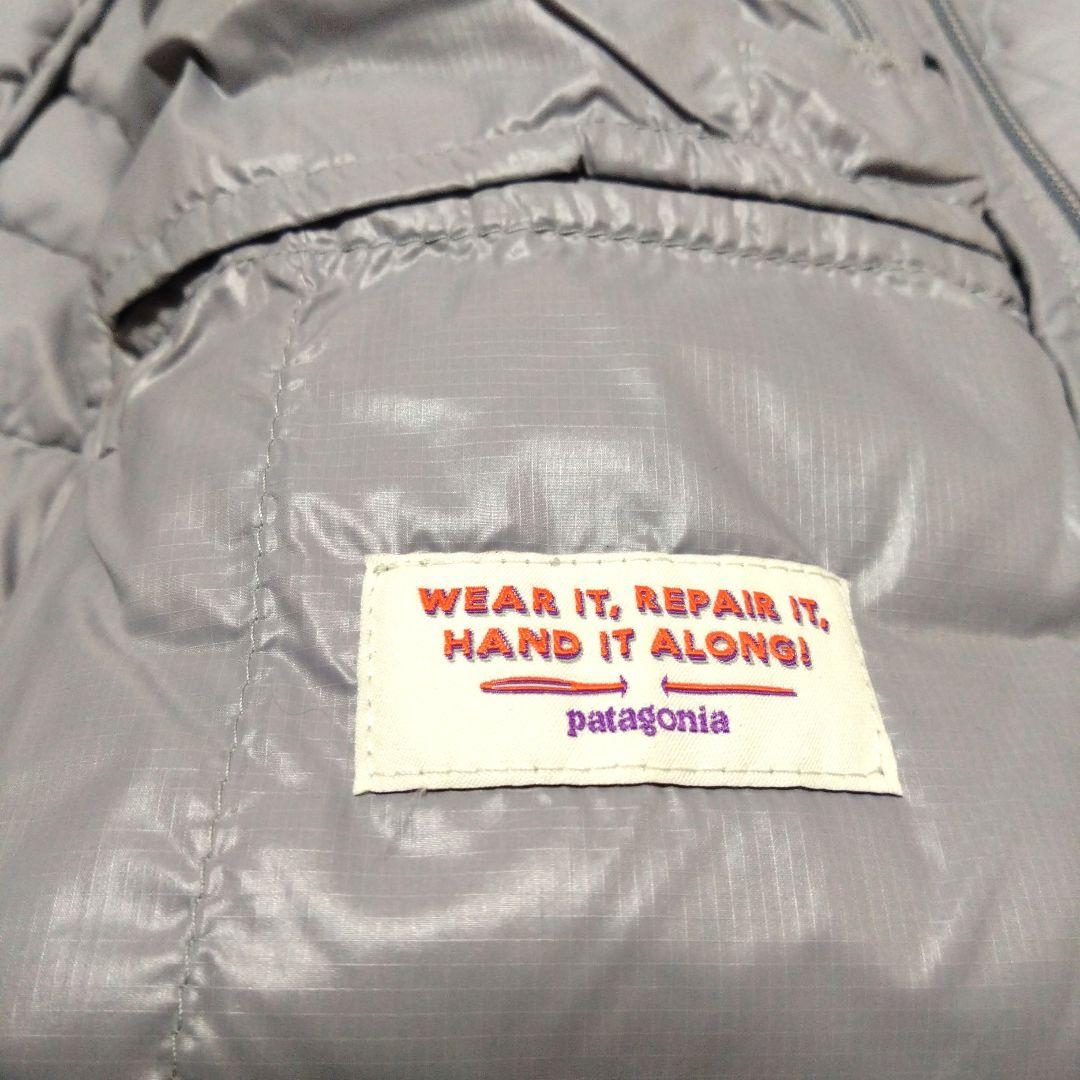 WEAR IT, REPAIR IT,
HAND IT ALONG!
patagonia